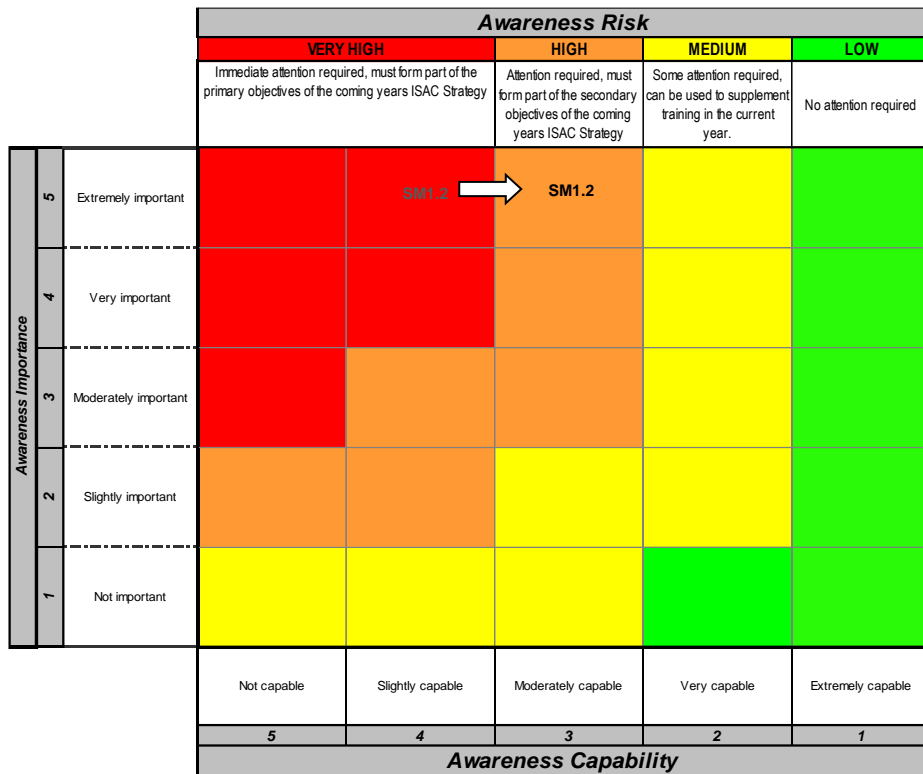 Awareness Risk
VERY HIGH
HIGH
MEDIUM
LOW
Immediate attention required, must form part of the
primary objectives of the coming years ISAC Strategy
Attention required, must
form part of the secondary
objectives of the coming
years ISAC Strategy
Some attention required,
can be used to supplement
training in the current
year.
No attention required
Awareness Importance
5
Extremely important
SM1.2
SM1.2
4
Very important
3
Moderately important
2
Slightly important
1
Not important
Not capable
Slightly capable
Moderately capable
Very capable
Extremely capable
5
4
3
2
1
Awareness Capability